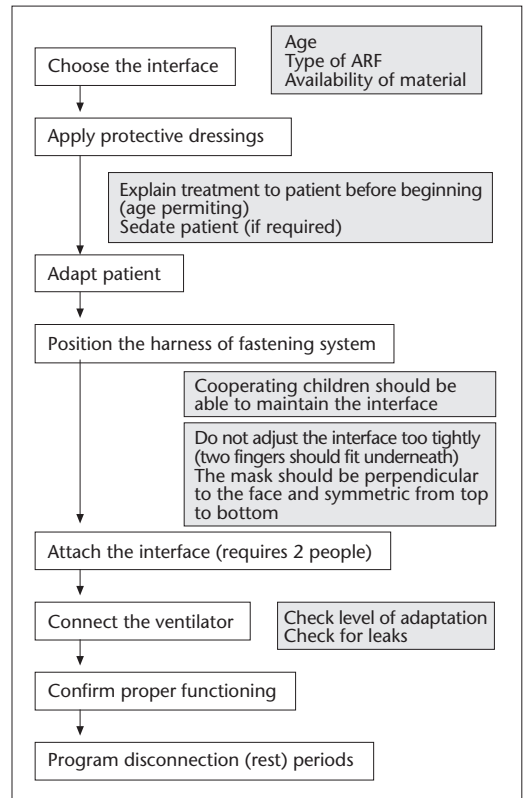 Choose the interface
Age
Type of ARF
Availability of material
Apply protective dressings
Explain treatment to patient before beginning
(age permiting)
Sedate patient (if required)
Adapt patient
Position the harness of fastening system
Cooperating children should be
able to maintain the interface
Do not adjust the interface too tightly
(two fingers should fit underneath)
The mask should be perpendicular
to the face and symmetric from top
to bottom
Attach the interface (requires 2 people)
Connect the ventilator
Check level of adaptation
Check for leaks
Confirm proper functioning
Program disconnection (rest) periods